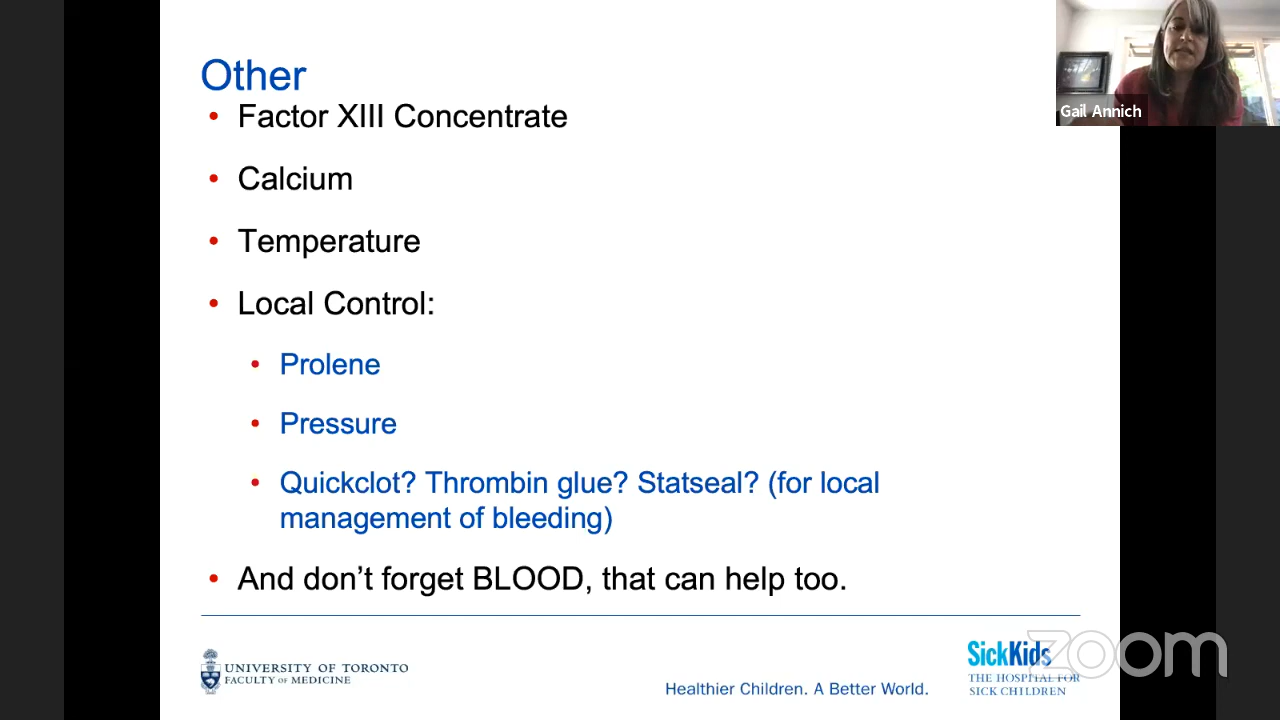 Other
• Factor XIII Concentrate
• Calcium
• Temperature
• Local Control:
• Prolene
• Pressure
• Quickclot? Thrombin glue? Statseal? (for local
management of bleeding)
• And don't forget BLOOD, that can help too.
UNIVERSITY OF TORONTO
FACULTY OF MEDICINE
Healthier Children. A Better World.
SickKids
THE HOSPITAL FOR
SICK CHILDREN
zoom
Gail Annich